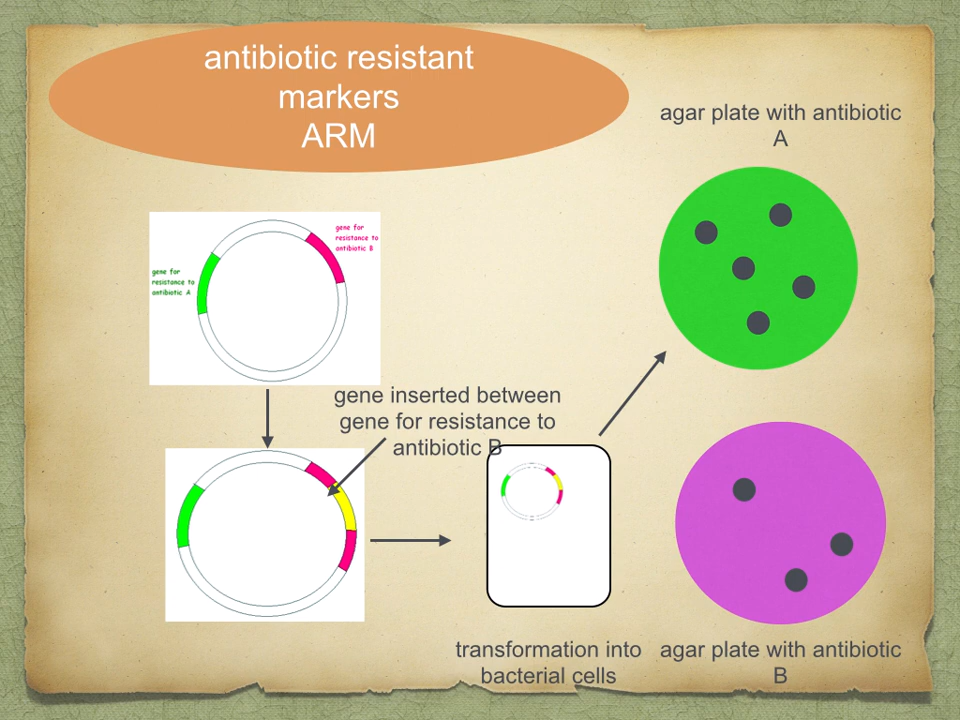 antibiotic resistant
markers
ARM
agar plate with antibiotic
A
gene for
resistance to
antibiotic B
gene for
resistance to
antibiotic A
gene inserted between
gene for resistance to
antibiotic B
transformation into
bacterial cells
agar plate with antibiotic
B